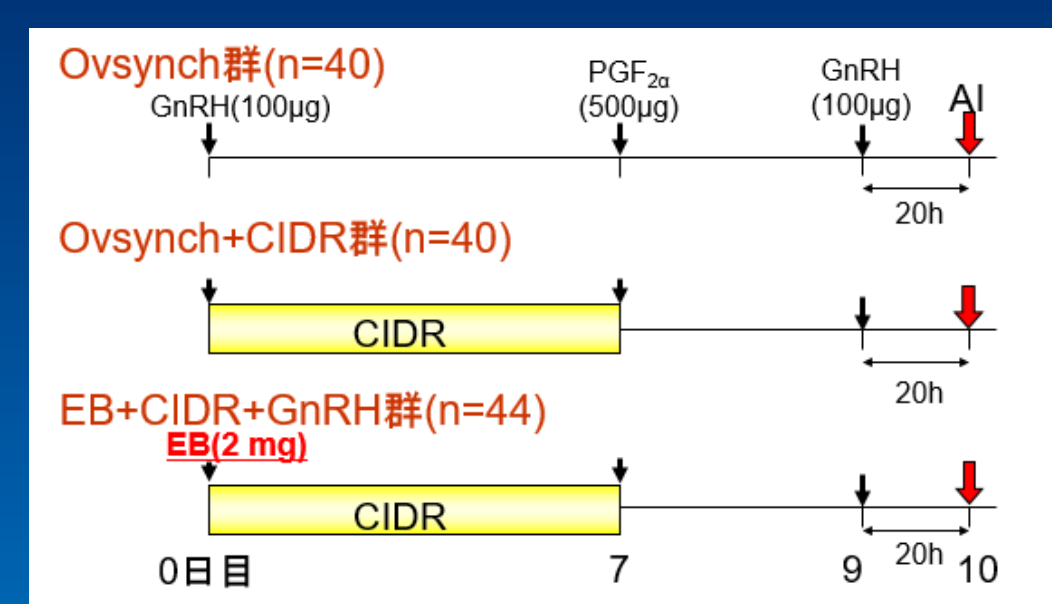 Ovsynch群(n=40)
GnRH(100μg)
PGF2α
(500μg)
GnRH
(100μg)
AI
20h
Ovsynch+CIDR群(n=40)
CIDR
20h
EB+CIDR+GnRH群(n=44)
EB(2 mg)
CIDR
20h
0日目 7 9 10